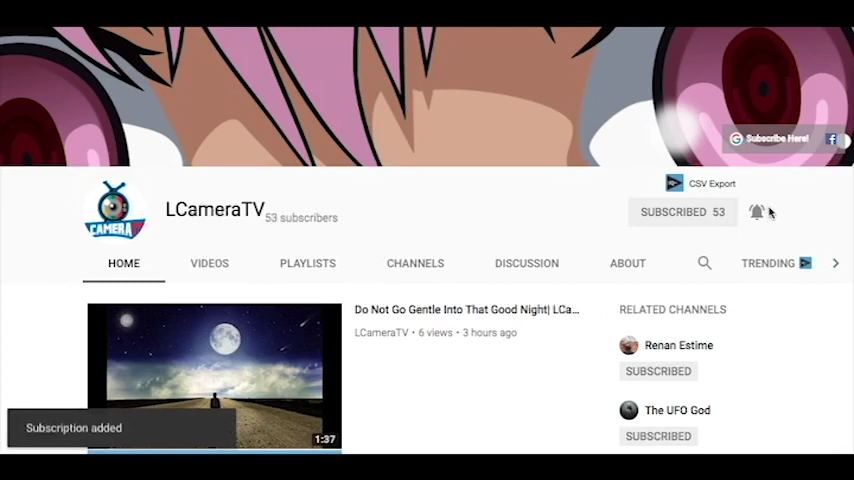 Subscribe Here!
CSV Export
CAMERA
LCameraTV
53 subscribers
SUBSCRIBED 53
HOME
VIDEOS
PLAYLISTS
CHANNELS
DISCUSSION
ABOUT
TRENDING
Do Not Go Gentle Into That Good Night| LCa...
LCameraTV • 6 views • 3 hours ago
1:37
RELATED CHANNELS
Renan Estime
SUBSCRIBED
The UFO God
SUBSCRIBED
Subscription added